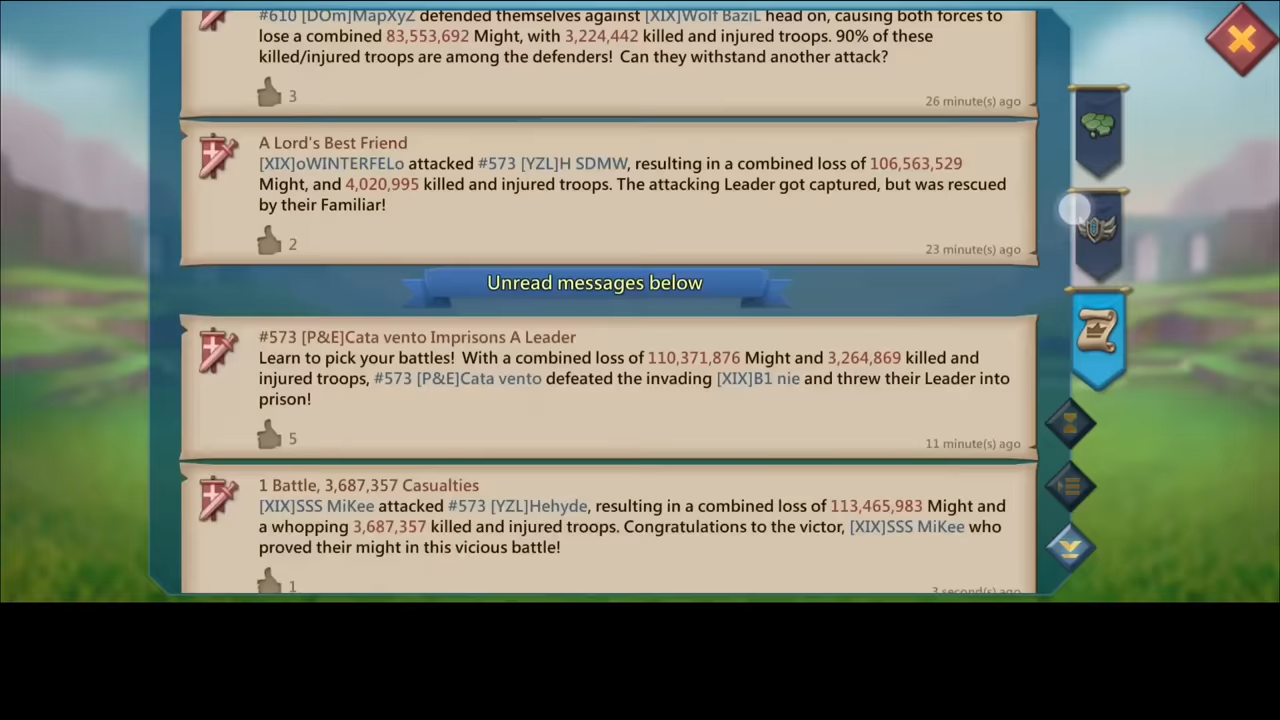 #610 [DOm]MapXyZ defended themselves against [XIX]Wolf BaziL head on, causing both forces to
lose a combined 83,553,692 Might, with 3,224,442 killed and injured troops. 90% of these
killed/injured troops are among the defenders! Can they withstand another attack?
3
26 minute(s) ago
A Lord's Best Friend
[XIX]oWINTERFELo attacked #573 [YZL]H SDMW, resulting in a combined loss of 106,563,529
Might, and 4,020,995 killed and injured troops. The attacking Leader got captured, but was rescued
by their Familiar!
2
23 minute(s) ago
Unread messages below
#573 [P&E]Cata vento Imprisons A Leader
Learn to pick your battles! With a combined loss of 110,371,876 Might and 3,264,869 killed and
injured troops, #573 [P&E]Cata vento defeated the invading [XIX]B1 nie and threw their Leader into
prison!
5
11 minute(s) ago
1 Battle, 3,687,357 Casualties
[XIX]SSS MiKee attacked #573 [YZL]Hehyde, resulting in a combined loss of 113,465,983 Might and
a whopping 3,687,357 killed and injured troops. Congratulations to the victor, [XIX]SSS MiKee who
proved their might in this vicious battle!
1
3 second(s) ago